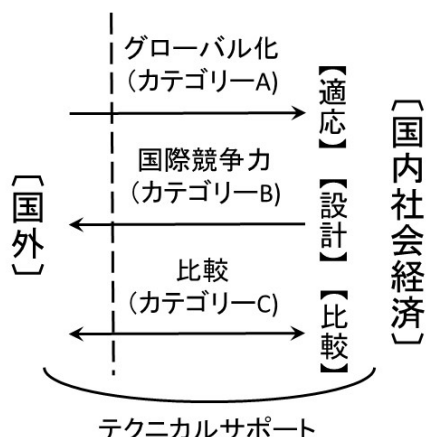 グローバル化
(カテゴリーA)
【適応】
国際競争力
(カテゴリーB)
【設計】
比較
(カテゴリーC)
【比較】
〔国外〕
〔国内社会経済〕
テクニカルサポート